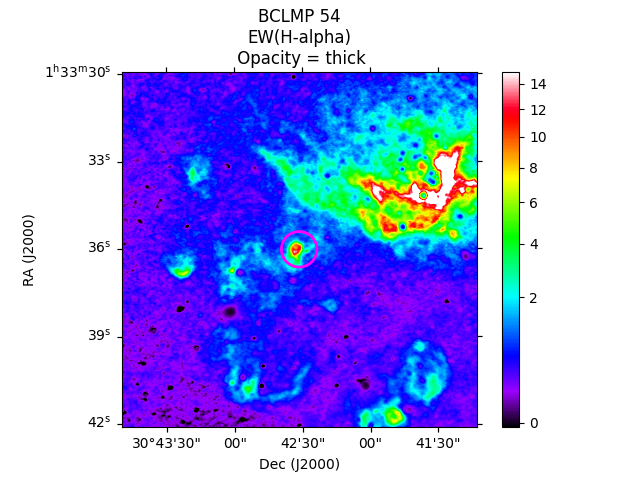 BCLMP 54
EW(H-alpha)
Opacity = thick
1h33m30s
33s
36s
39s
42s
RA (J2000)
30°43'30" 00" 42'30" 00" 41'30"
Dec (J2000)
14
12
10
8
6
4
2
0